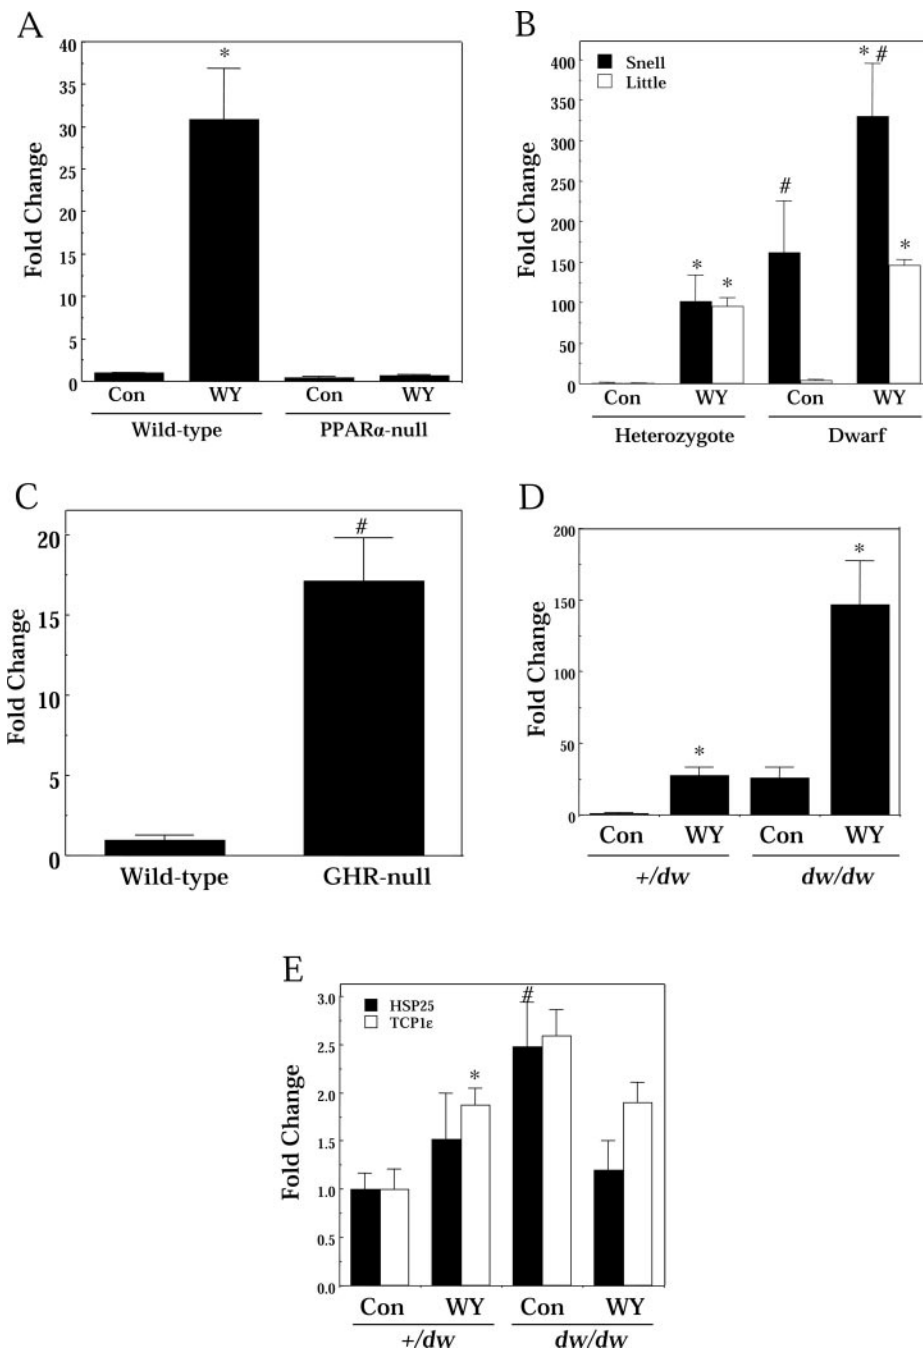 A
Fold Change
40
35
30
25
20
15
10
5
0
*
Con WY Con WY
Wild-type PPARα-null
B
Fold Change
400
350
300
250
200
150
100
50
0
Snell
Little
* #
#
*
* *
Con WY Con WY
Heterozygote Dwarf
C
Fold Change
20
15
10
5
0
#
Wild-type GHR-null
D
Fold Change
200
150
100
50
0
*
*
Con WY Con WY
+/dw dw/dw
E
Fold Change
3.0
2.5
2.0
1.5
1.0
0.5
0.0
HSP25
TCP1ε
#
*
Con WY Con WY
+/dw dw/dw